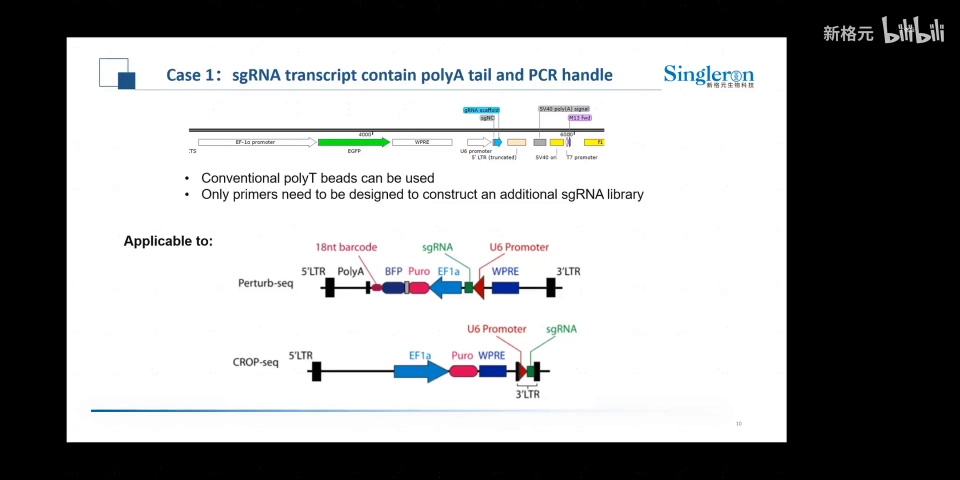 新格元 bilibili
Case 1：sgRNA transcript contain polyA tail and PCR handle
Singleron
新格元生物科技
gRNA scaffold
SV40 poly(A) signal
sgNC
M13 fwd
4000
6000
:TS
EF-1α promoter
EGFP
WPRE
U6 promoter
5' LTR (truncated)
SV40 ori
T7 promoter
F1
• Conventional polyT beads can be used
• Only primers need to be designed to construct an additional sgRNA library
Applicable to:
18nt barcode
sgRNA
U6 Promoter
5'LTR
PolyA
BFP
Puro
EF1a
WPRE
3'LTR
Perturb-seq
U6 Promoter
sgRNA
CROP-seq
5'LTR
EF1a
Puro
WPRE
3'LTR
10